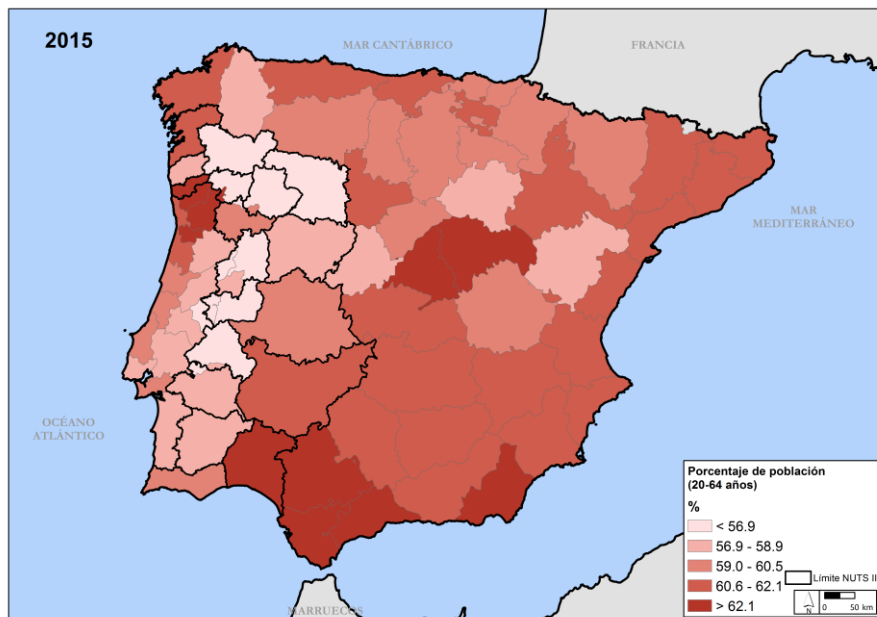 2015
MAR CANTÁBRICO
FRANCIA
MAR
MEDITERRÁNEO
OCÉANO
ATLÁNTICO
MARRUECOS
Porcentaje de población
(20-64 años)
%
< 56.9
56.9 - 58.9
59.0 - 60.5
60.6 - 62.1
> 62.1
Límite NUTS II
N
0 50 km